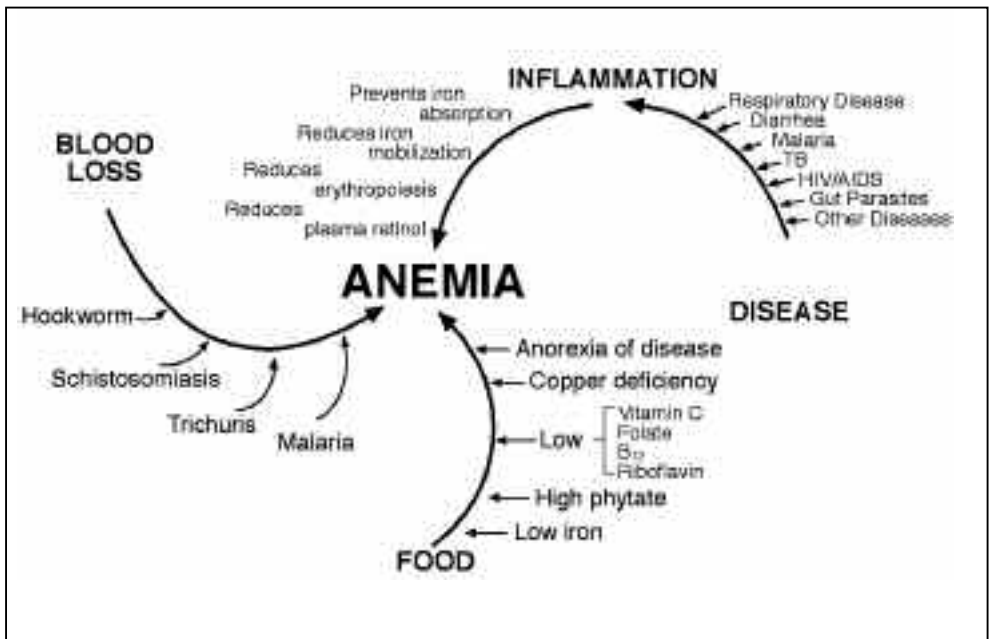 INFLAMMATION
Prevents iron
absorption
Reduces iron
mobilization
Reduces
erythropoiesis
Reduces
plasma retinol
Respiratory Disease
Diarrhea
Malaria
TB
HIV/AIDS
Gut Parasites
Other Diseases
BLOOD
LOSS
ANEMIA
DISEASE
Hookworm
Schistosomiasis
Trichuris
Malaria
Anorexia of disease
Copper deficiency
Low
Vitamin C
Folate
B₁₂
Riboflavin
High phytate
Low iron
FOOD